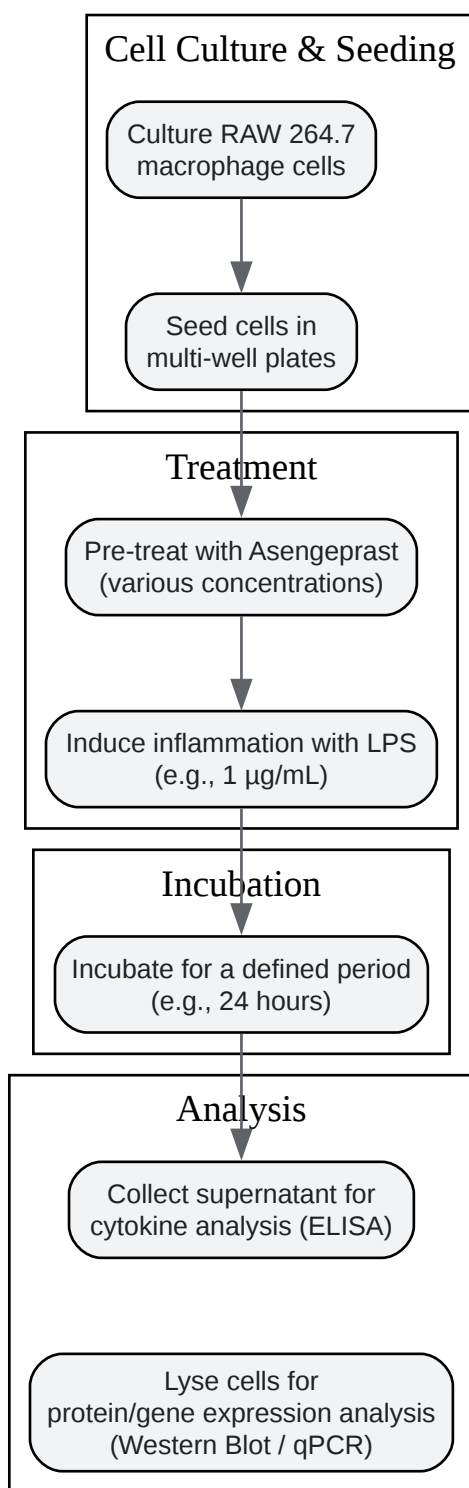 Cell Culture & Seeding
Culture RAW 264.7
macrophage cells
Seed cells in
multi-well plates
Treatment
Pre-treat with Asengeprast
(various concentrations)
Induce inflammation with LPS
(e.g., 1 µg/mL)
Incubation
Incubate for a defined period
(e.g., 24 hours)
Analysis
Collect supernatant for
cytokine analysis (ELISA)
Lyse cells for
protein/gene expression analysis
(Western Blot / qPCR)